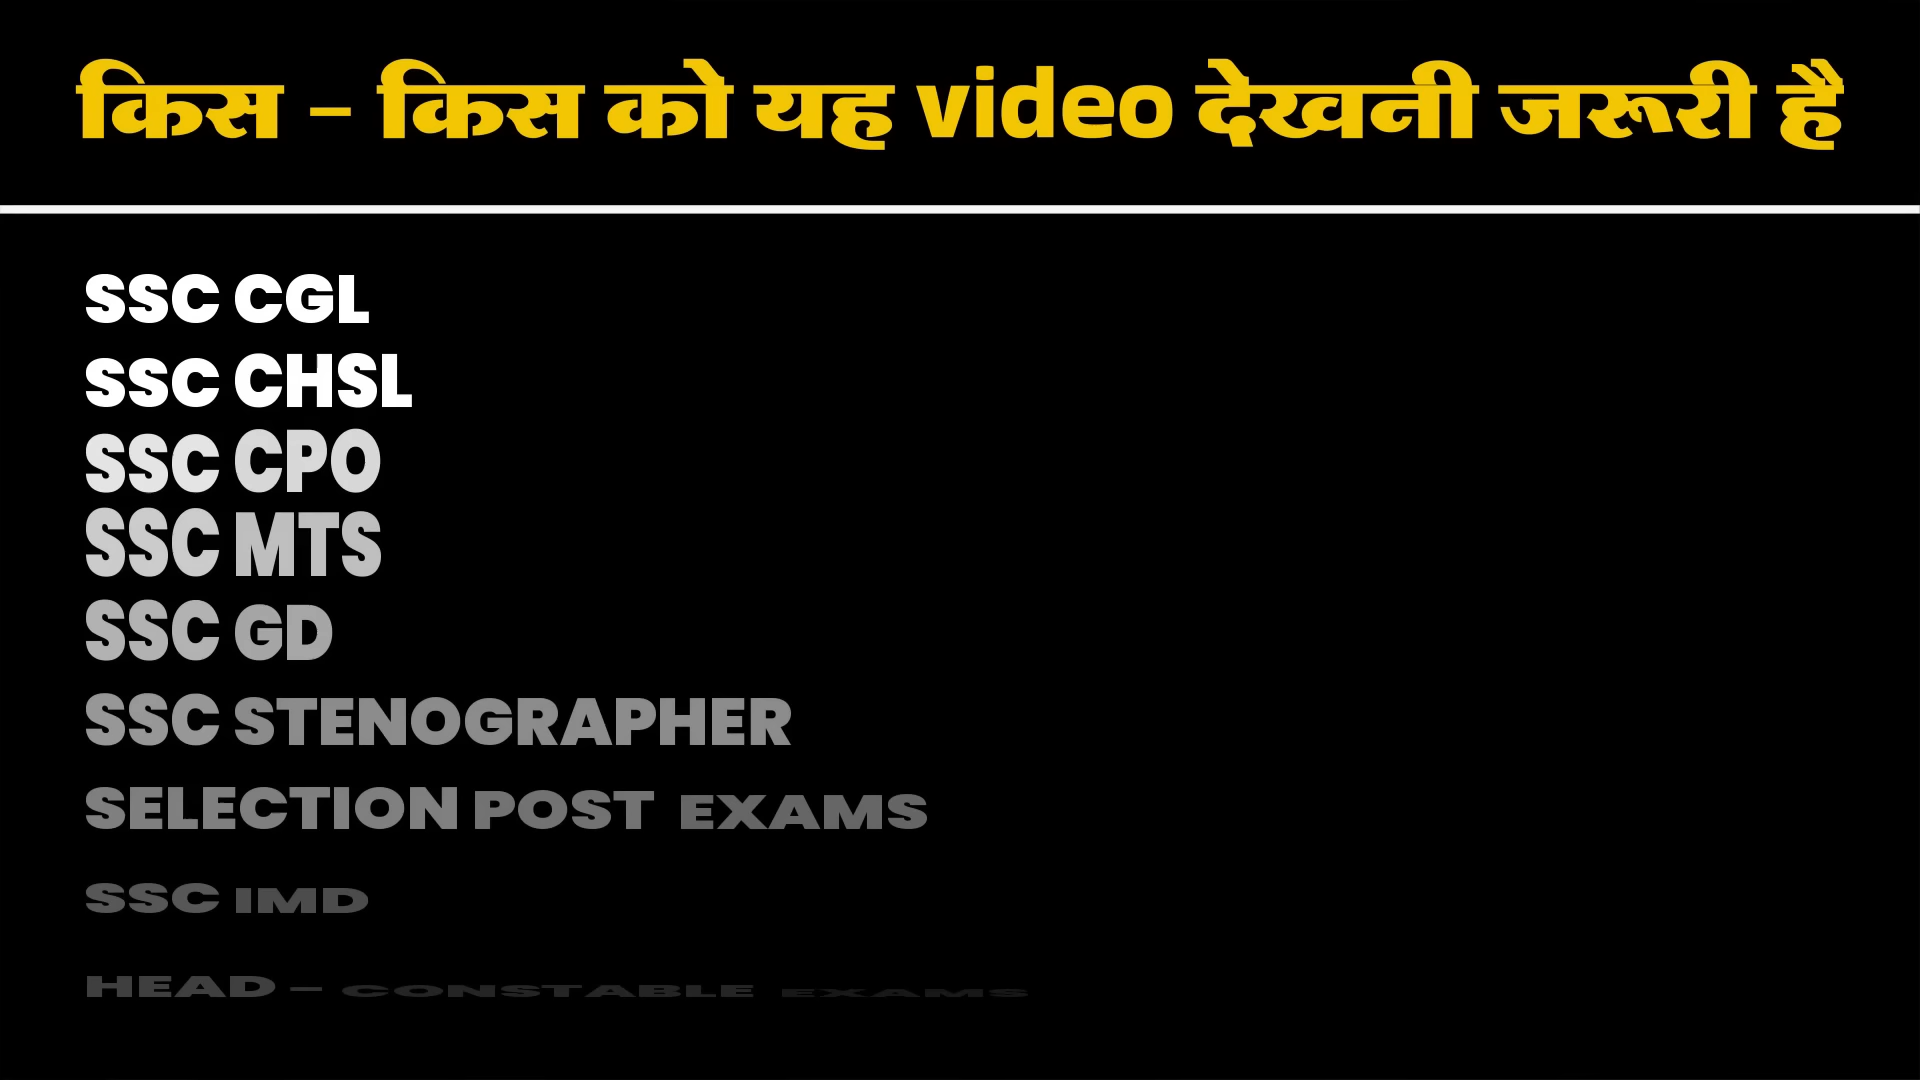 किस - किस को यह video देखनी जरूरी हैं
SSC CGL
SSC CHSL
SSC CPO
SSC MTS
SSC GD
SSC STENOGRAPHER
SELECTION POST EXAMS
SSC IMD
HEAD - CONSTABLE EXAMS